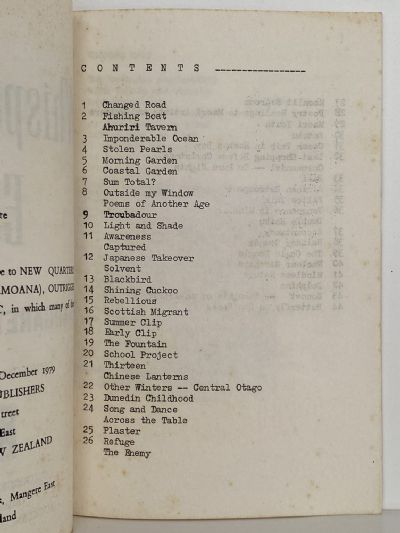 te
e to NEW QUARTE
AMOANA), OUTRIGG
C, in which many of
December 1979
UBLISHERS
treet
East
W ZEALAND
s, Mangere East
land
C O N T E N T S
1 Changed Road
2 Fishing Boat
Ahuriri Tavern
3 Imponderable Ocean
4 Stolen Pearls
5 Morning Garden
6 Coastal Garden
7 Sum Total?
8 Outside my Window
Poems of Another Age
9 Troubadour
10 Light and Shade
11 Awareness
Captured
12 Japanese Takeover
Solvent
13 Blackbird
14 Shining Cuckoo
15 Rebellious
16 Scottish Migrant
17 Summer Clip
18 Early Clip
19 The Fountain
20 School Project
21 Thirteen
Chinese Lanterns
22 Other Winters -- Central Otago
23 Dunedin Childhood
24 Song and Dance
Across the Table
25 Plaster
26 Refuge
The Enemy